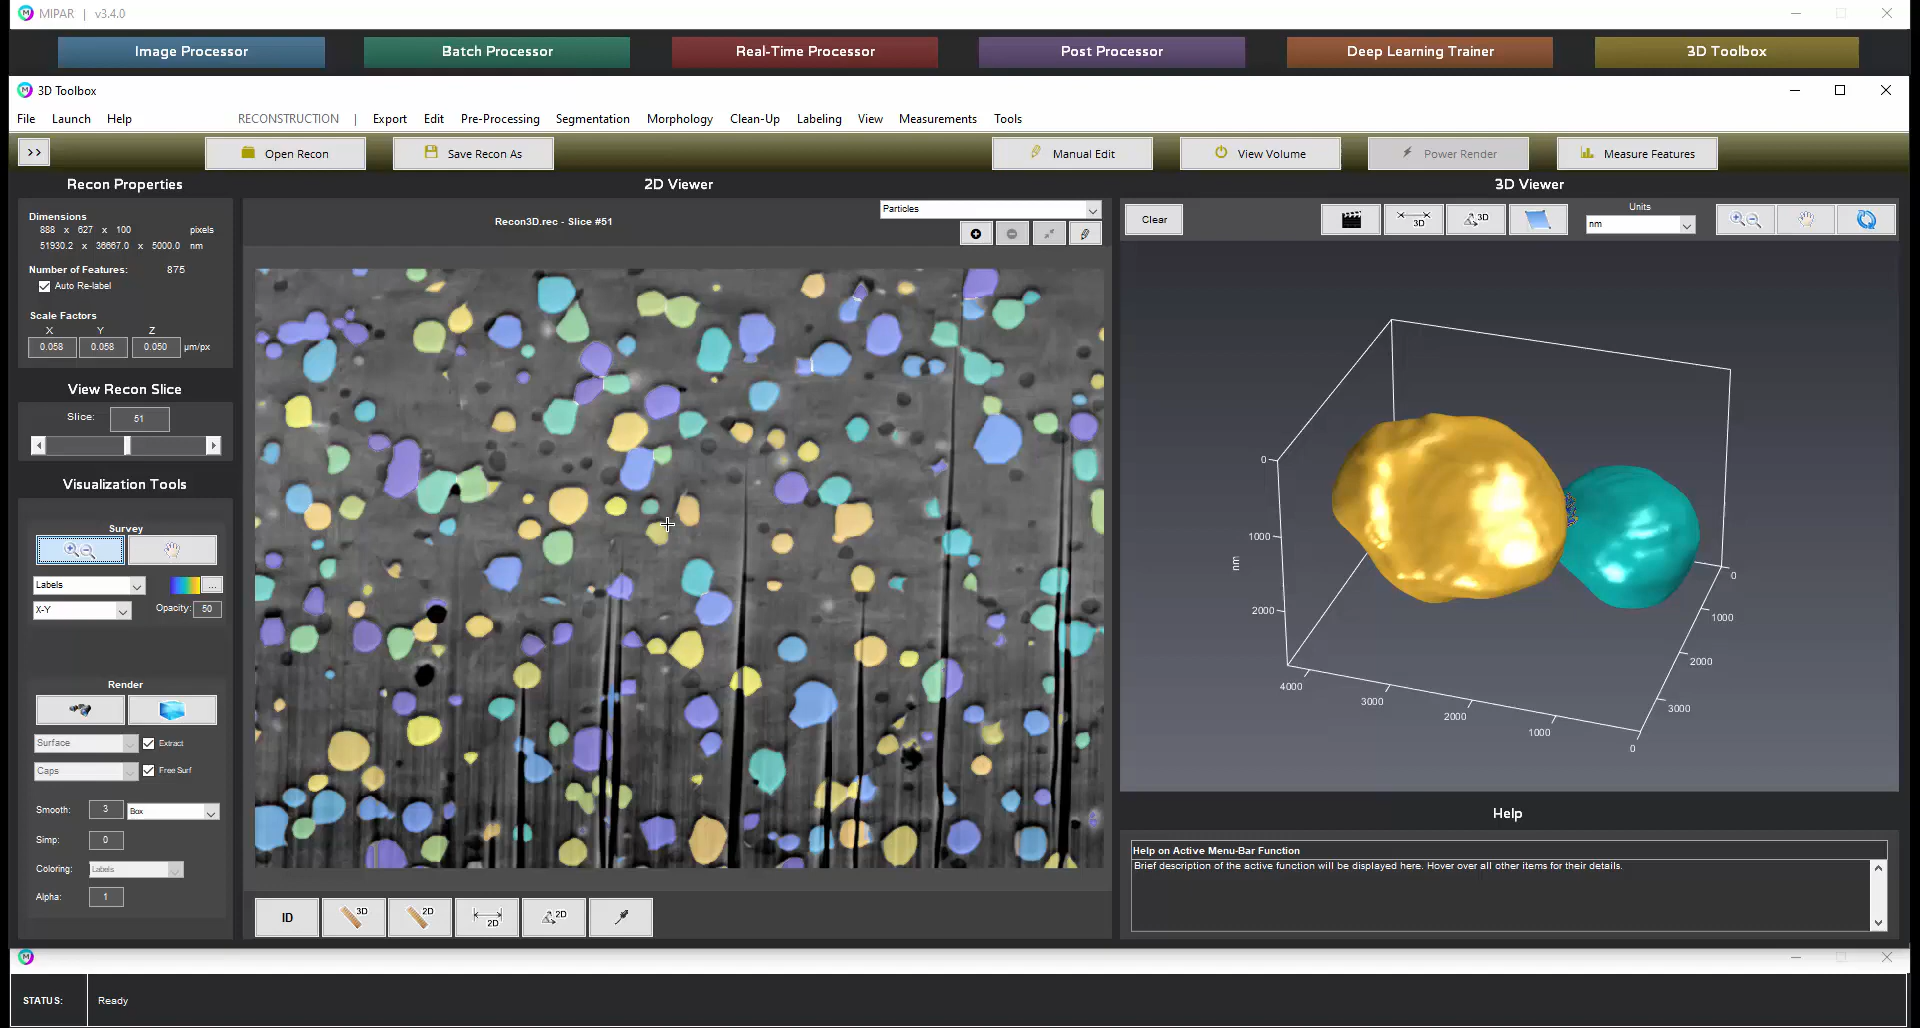 MIPAR | v3.4.0
Image Processor
Batch Processor
Real-Time Processor
Post Processor
Deep Learning Trainer
3D Toolbox
3D Toolbox
File Launch Help RECONSTRUCTION | Export Edit Pre-Processing Segmentation Morphology Clean-Up Labeling View Measurements Tools
>> Open Recon Save Recon As Manual Edit View Volume Power Render Measure Features
Recon Properties
Dimensions
888 x 627 x 100 pixels
51930.2 x 36667.0 x 5000.0 nm
Number of Features: 875
Auto Re-label
Scale Factors
X Y Z
0.058 0.058 0.050 µm/px
View Recon Slice
Slice: 51
Visualization Tools
Survey
Labels ...
X-Y Opacity: 50
Render
Surface Extract
Caps Free Surf
Smooth: 3 Box
Simp: 0
Coloring: Labels
Alpha: 1
2D Viewer
Particles
Recon3D.rec - Slice #51
ID 3D 2D 2D 2D
3D Viewer
Clear 3D 3D
Units
nm
0
1000
2000
nm
4000
3000
2000
1000
0
0
1000
2000
3000
Help
Help on Active Menu-Bar Function
Brief description of the active function will be displayed here. Hover over all other items for their details.
STATUS: Ready